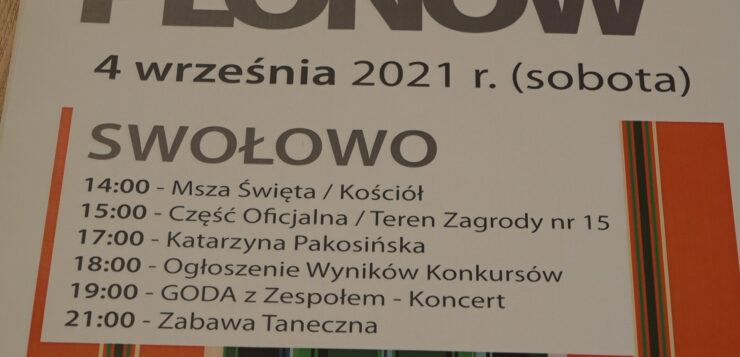 PLONÓW
4 września 2021 r. (sobota)
SWOŁOWO
14:00 - Msza Święta / Kościół
15:00 - Część Oficjalna / Teren Zagrody nr 15
17:00 - Katarzyna Pakosińska
18:00 - Ogłoszenie Wyników Konkursów
19:00 - GODA z Zespołem - Koncert
21:00 - Zabawa Taneczna